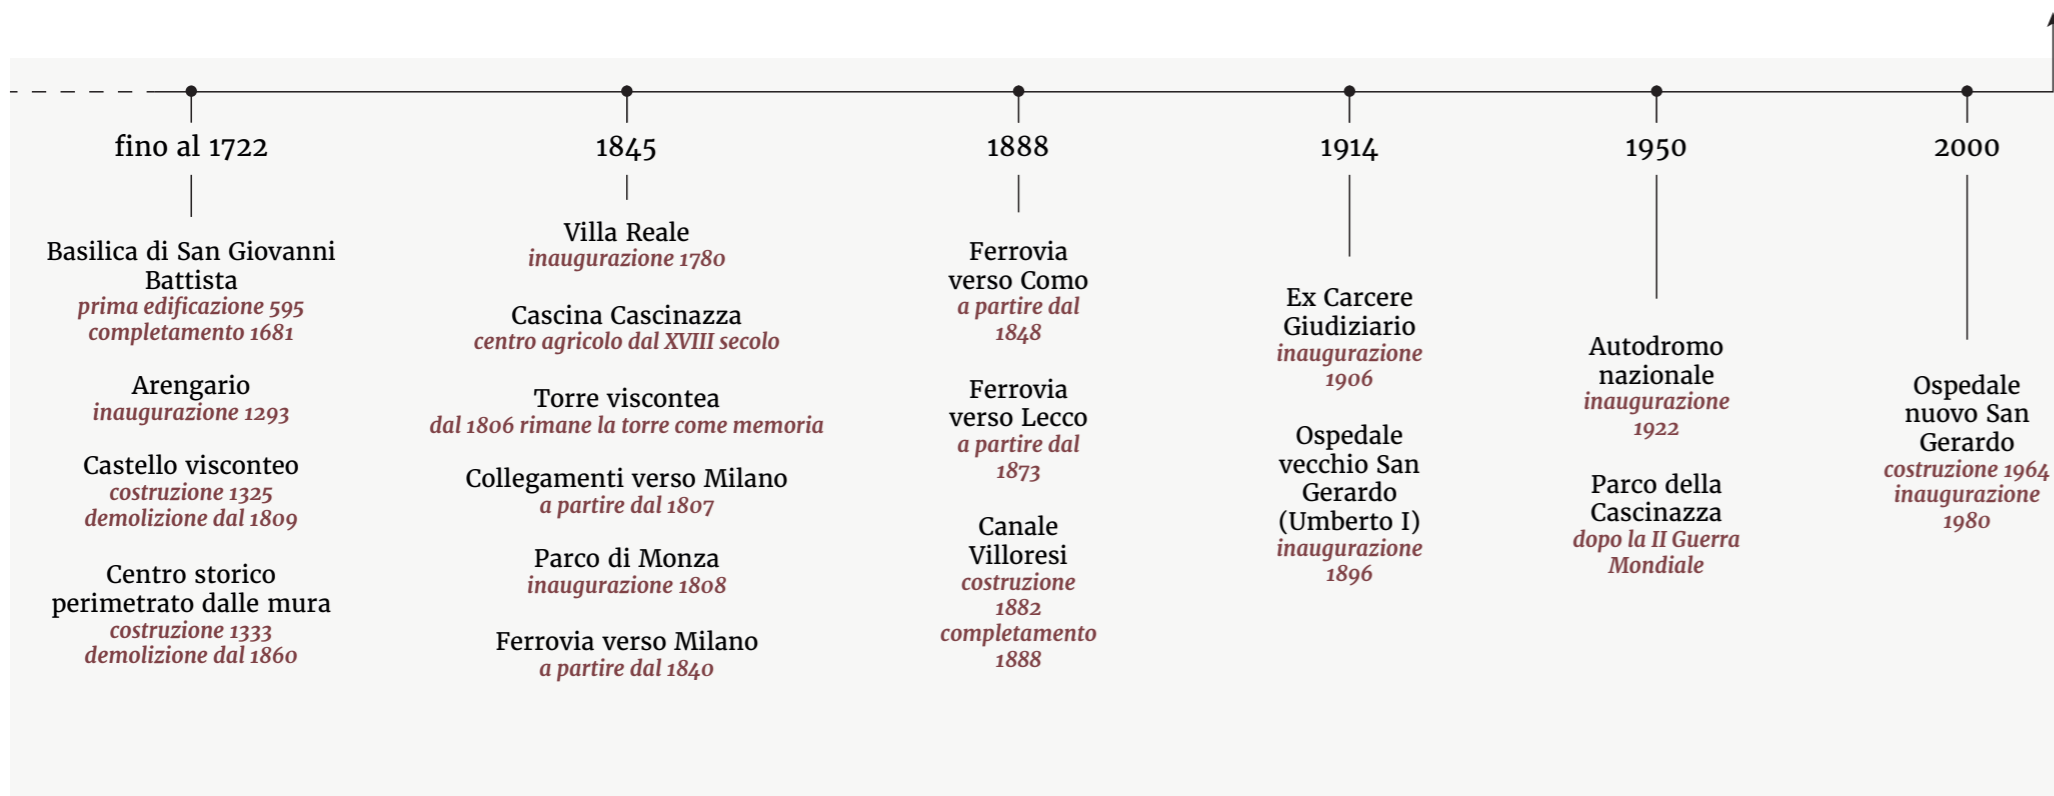 fino al 1722
Basilica di San Giovanni
Battista
prima edificazione 595
completamento 1681
Arengario
inaugurazione 1293
Castello visconteo
costruzione 1325
demolizione dal 1809
Centro storico
perimetrato dalle mura
costruzione 1333
demolizione dal 1860
1845
Villa Reale
inaugurazione 1780
Cascina Cascinazza
centro agricolo dal XVIII secolo
Torre viscontea
dal 1806 rimane la torre come memoria
Collegamenti verso Milano
a partire dal 1807
Parco di Monza
inaugurazione 1808
Ferrovia verso Milano
a partire dal 1840
1888
Ferrovia
verso Como
a partire dal
1848
Ferrovia
verso Lecco
a partire dal
1873
Canale
Villoresi
costruzione
1882
completamento
1888
1914
Ex Carcere
Giudiziario
inaugurazione
1906
Ospedale
vecchio San
Gerardo
(Umberto I)
inaugurazione
1896
1950
Autodromo
nazionale
inaugurazione
1922
Parco della
Cascinazza
dopo la II Guerra
Mondiale
2000
Ospedale
nuovo San
Gerardo
costruzione 1964
inaugurazione
1980